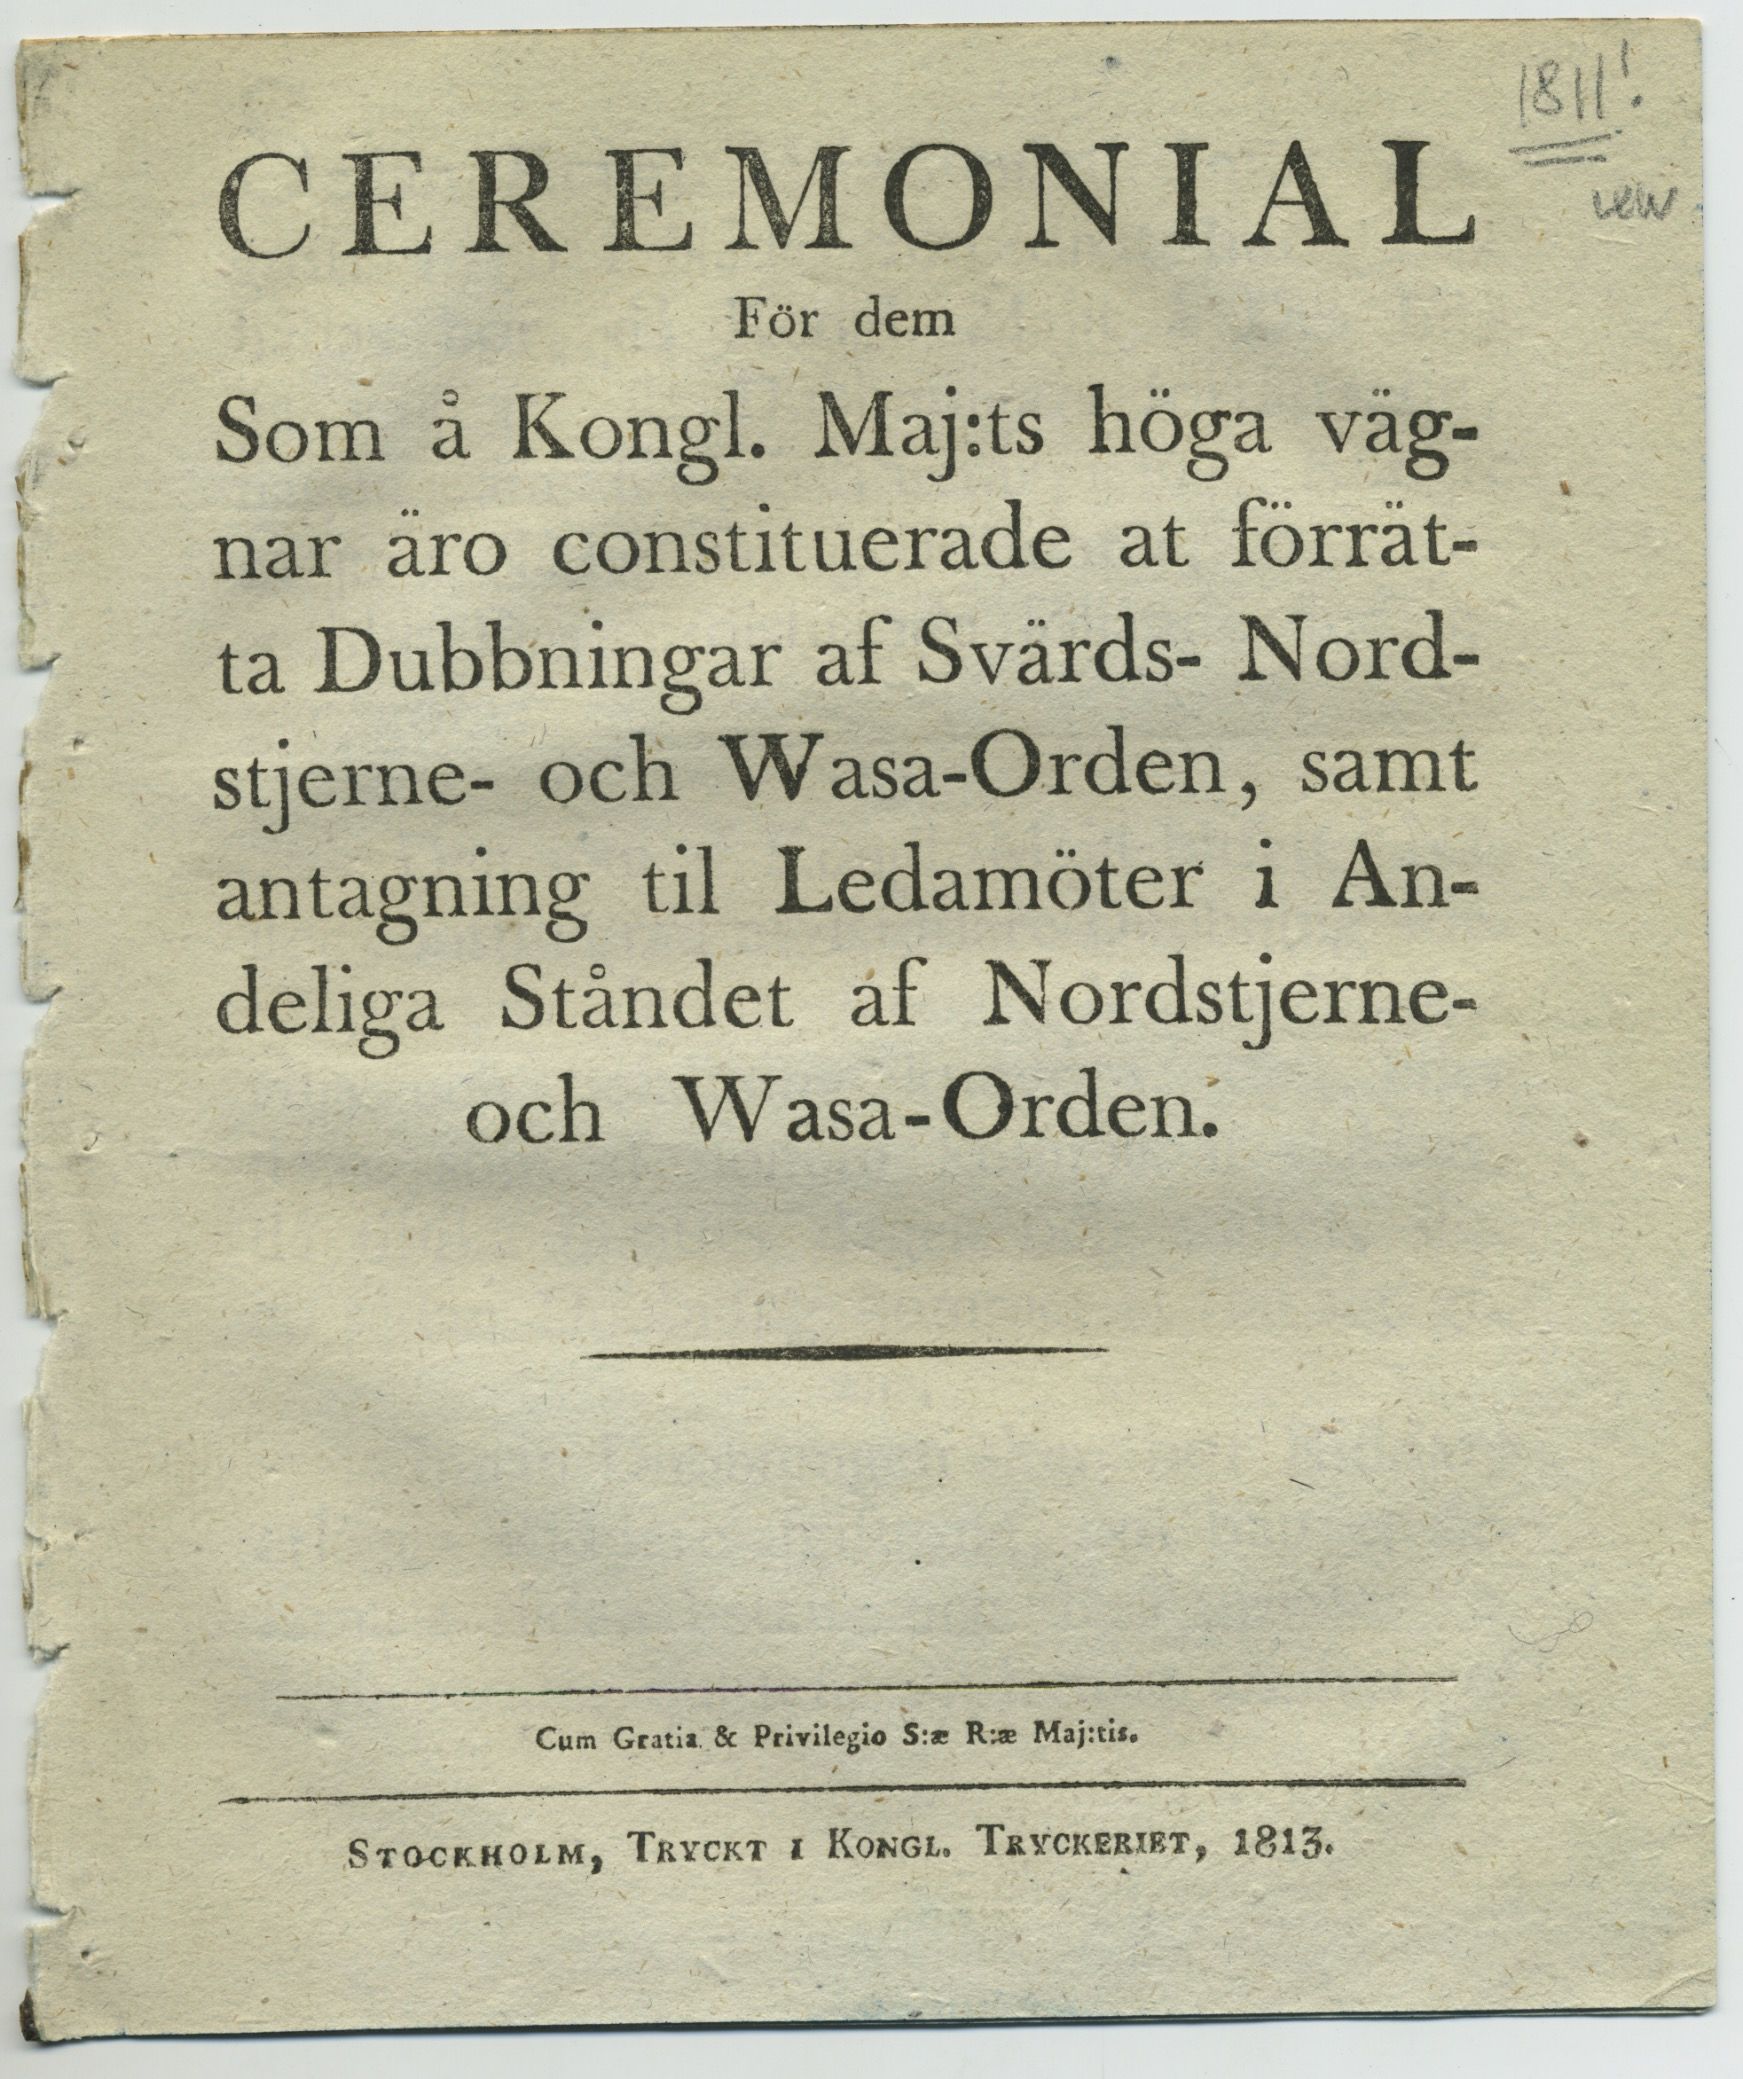 1811!
CEREMONIAL
För dem
Som å Kongl. Maj:ts höga väg-
nar äro constituerade at förrät-
ta Dubbningar af Svärds- Nord-
stjerne- och Wasa-Orden, samt
antagning til Ledamöter i An-
deliga Ståndet af Nordstjerne-
och Wasa-Orden.
Cum Gratia & Privilegio S:æ R:æ Maj:tis.
STOCKHOLM, TRYCKT I KONGL. TRYCKERIET, 1813.